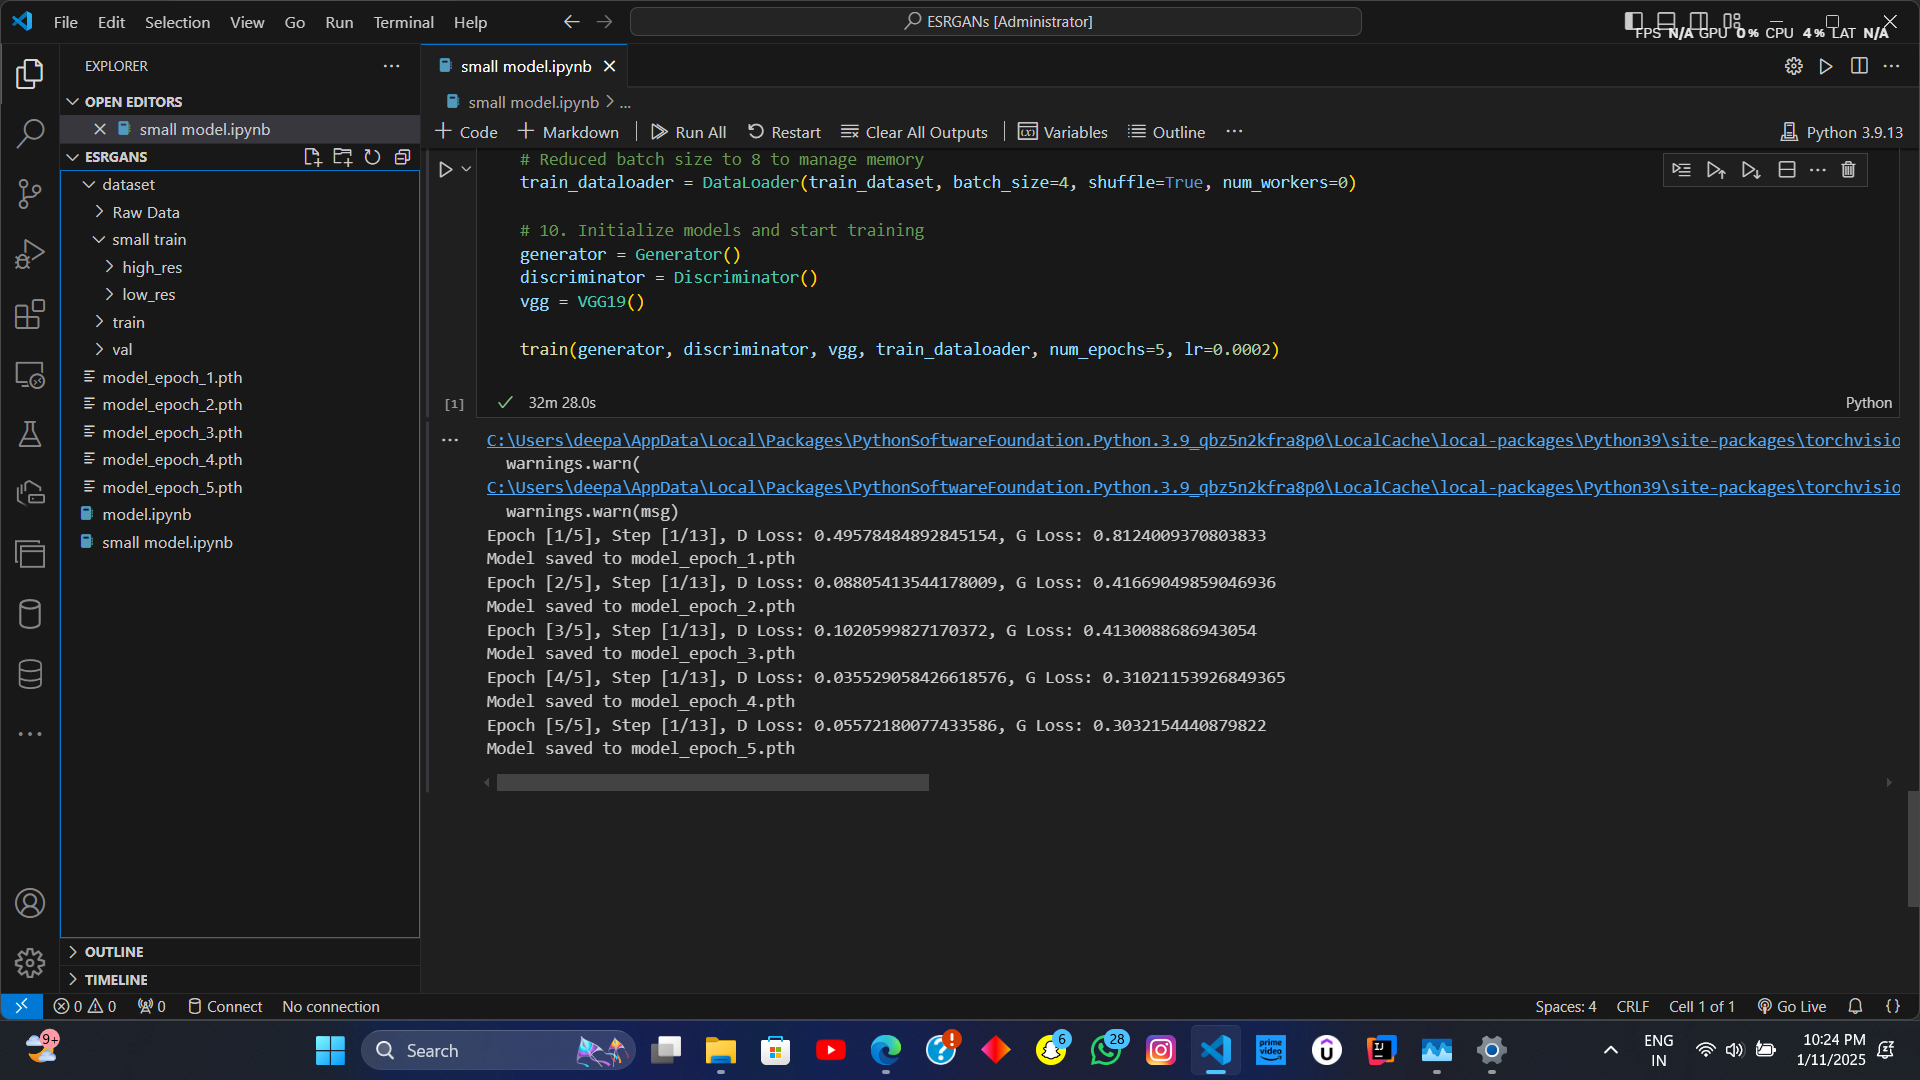 File Edit Selection View Go Run Terminal Help
ESRGANs [Administrator]
FPS N/A GPU 0% CPU 4% LAT N/A
EXPLORER
OPEN EDITORS
small model.ipynb
ESRGANS
dataset
Raw Data
small train
high_res
low_res
train
val
model_epoch_1.pth
model_epoch_2.pth
model_epoch_3.pth
model_epoch_4.pth
model_epoch_5.pth
model.ipynb
small model.ipynb
OUTLINE
TIMELINE
small model.ipynb
small model.ipynb > ...
Code Markdown Run All Restart Clear All Outputs Variables Outline
Python 3.9.13
# Reduced batch size to 8 to manage memory
train_dataloader = DataLoader(train_dataset, batch_size=4, shuffle=True, num_workers=0)
# 10. Initialize models and start training
generator = Generator()
discriminator = Discriminator()
vgg = VGG19()
train(generator, discriminator, vgg, train_dataloader, num_epochs=5, lr=0.0002)
[1] 32m 28.0s Python
C:\Users\deepa\AppData\Local\Packages\PythonSoftwareFoundation.Python.3.9_qbz5n2kfra8p0\LocalCache\local-packages\Python39\site-packages\torchvisio
warnings.warn(
C:\Users\deepa\AppData\Local\Packages\PythonSoftwareFoundation.Python.3.9_qbz5n2kfra8p0\LocalCache\local-packages\Python39\site-packages\torchvisio
warnings.warn(msg)
Epoch [1/5], Step [1/13], D Loss: 0.49578484892845154, G Loss: 0.8124009370803833
Model saved to model_epoch_1.pth
Epoch [2/5], Step [1/13], D Loss: 0.08805413544178009, G Loss: 0.41669049859046936
Model saved to model_epoch_2.pth
Epoch [3/5], Step [1/13], D Loss: 0.1020599827170372, G Loss: 0.4130088686943054
Model saved to model_epoch_3.pth
Epoch [4/5], Step [1/13], D Loss: 0.035529058426618576, G Loss: 0.31021153926849365
Model saved to model_epoch_4.pth
Epoch [5/5], Step [1/13], D Loss: 0.05572180077433586, G Loss: 0.3032154440879822
Model saved to model_epoch_5.pth
0 0 0 Connect No connection
Spaces: 4 CRLF Cell 1 of 1 Go Live
9+
Search
6
28
prime video
ENG
IN
10:24 PM
1/11/2025